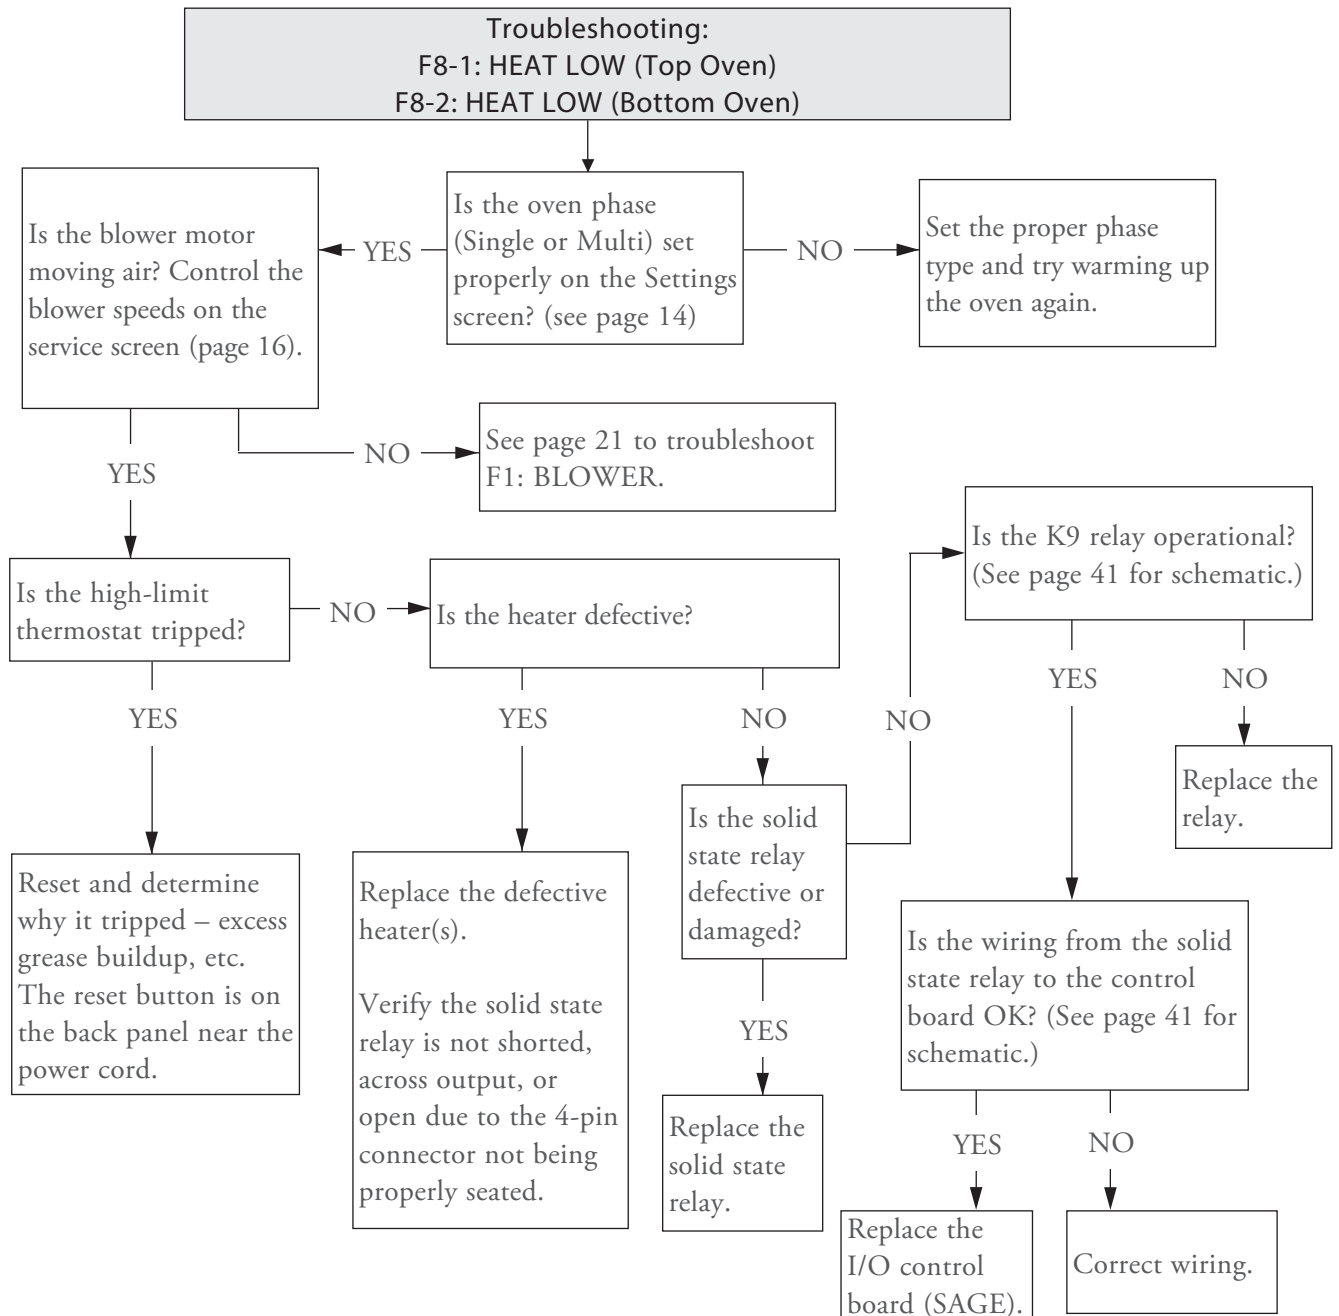 Troubleshooting:
F8-1: HEAT LOW (Top Oven)
F8-2: HEAT LOW (Bottom Oven)
Is the oven phase
(Single or Multi) set
properly on the Settings
screen? (see page 14)
NO
Set the proper phase
type and try warming up
the oven again.
YES
Is the blower motor
moving air? Control the
blower speeds on the
service screen (page 16).
NO
See page 21 to troubleshoot
F1: BLOWER.
YES
Is the high-limit
thermostat tripped?
YES
Reset and determine
why it tripped – excess
grease buildup, etc.
The reset button is on
the back panel near the
power cord.
NO
Is the heater defective?
YES
Replace the defective
heater(s).
Verify the solid state
relay is not shorted,
across output, or
open due to the 4-pin
connector not being
properly seated.
NO
Is the solid
state relay
defective or
damaged?
YES
Replace the
solid state
relay.
NO
Is the K9 relay operational?
(See page 41 for schematic.)
NO
Replace the
relay.
YES
Is the wiring from the solid
state relay to the control
board OK? (See page 41 for
schematic.)
YES
Replace the
I/O control
board (SAGE).
NO
Correct wiring.